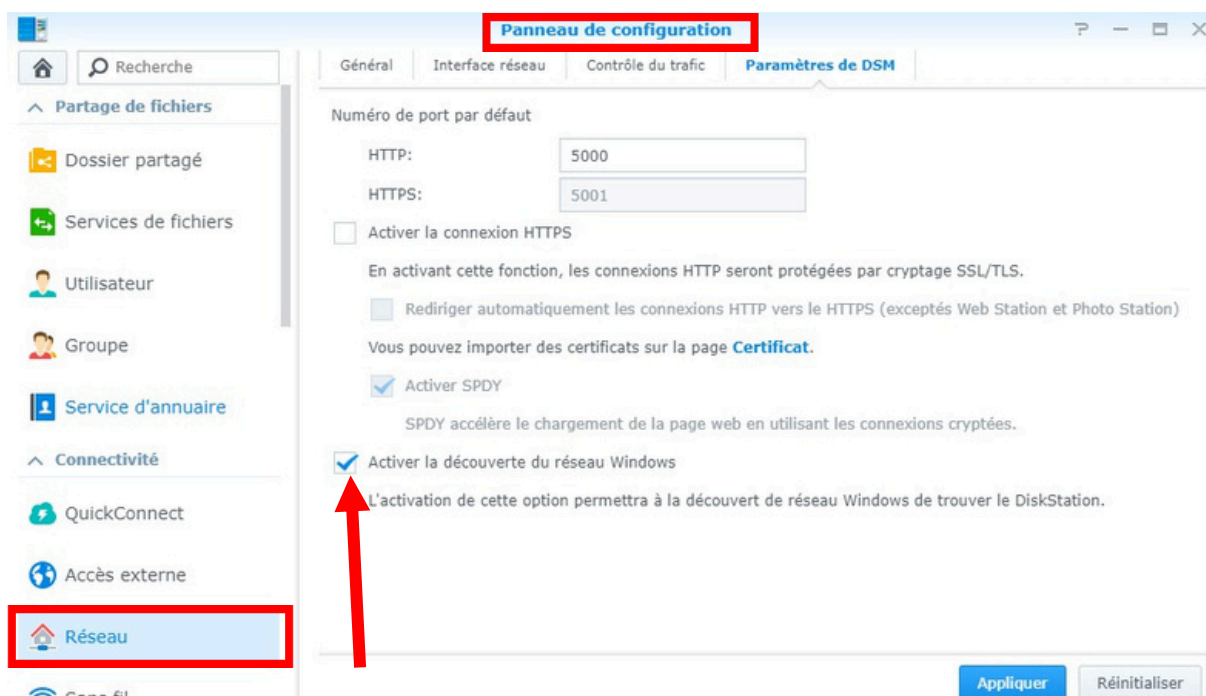 Panneau de configuration
Recherche
Partage de fichiers
Dossier partagé
Services de fichiers
Utilisateur
Groupe
Service d'annuaire
Connectivité
QuickConnect
Accès externe
Réseau
Sans fil
Général Interface réseau Contrôle du trafic Paramètres de DSM
Numéro de port par défaut
HTTP: 5000
HTTPS: 5001
Activer la connexion HTTPS
En activant cette fonction, les connexions HTTP seront protégées par cryptage SSL/TLS.
Rediriger automatiquement les connexions HTTP vers le HTTPS (exceptés Web Station et Photo Station)
Vous pouvez importer des certificats sur la page Certificat.
Activer SPDY
SPDY accélère le chargement de la page web en utilisant les connexions cryptées.
Activer la découverte du réseau Windows
L'activation de cette option permettra à la découvert de réseau Windows de trouver le DiskStation.
Appliquer Réinitialiser